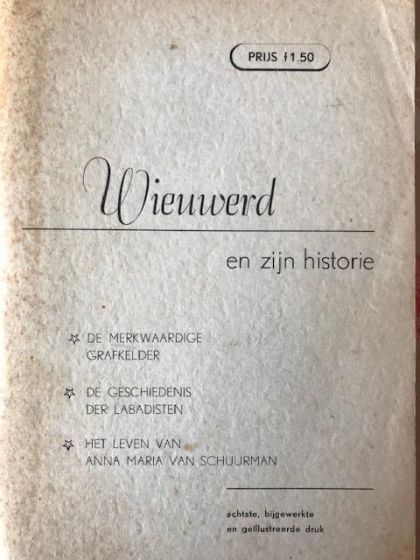 PRIJS f 1.50
Wieuwerd
en zijn historie
DE MERKWAARDIGE
GRAFKELDER
DE GESCHIEDENIS
DER LABADISTEN
HET LEVEN VAN
ANNA MARIA VAN SCHUURMAN
achtste, bijgewerkte
en geïllustreerde druk